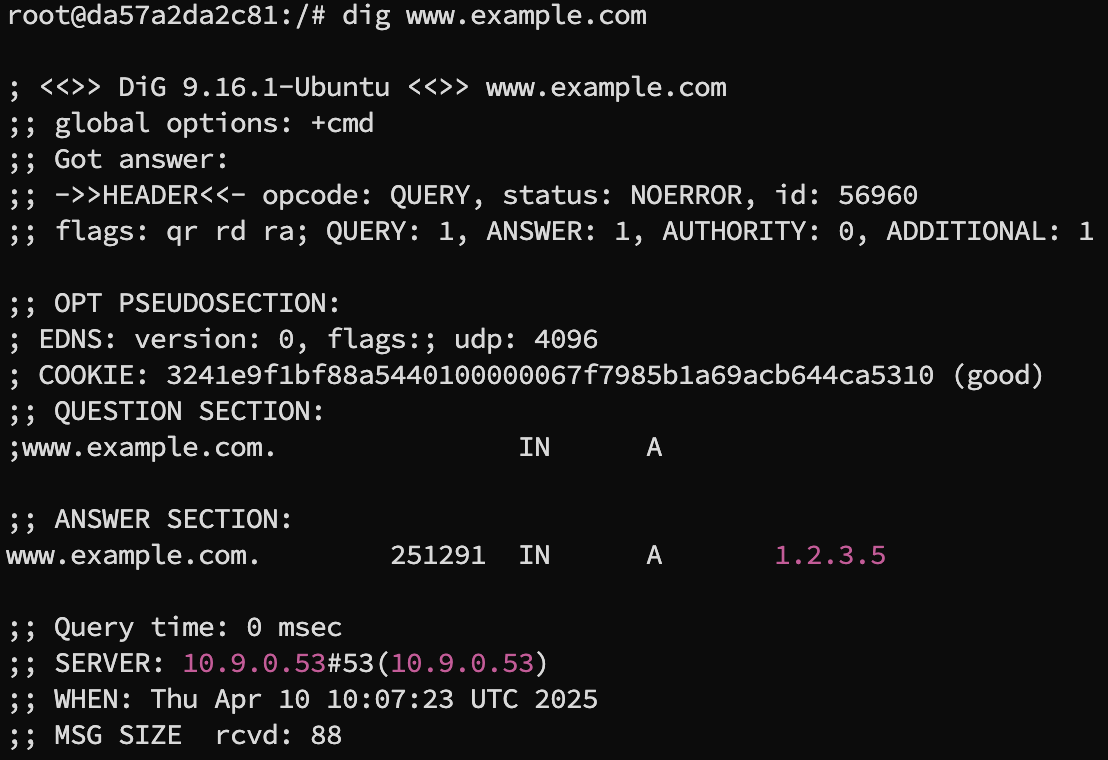 root@da57a2da2c81:/# dig www.example.com

; <<>> DiG 9.16.1-Ubuntu <<>> www.example.com
;; global options: +cmd
;; Got answer:
;; ->>HEADER<<- opcode: QUERY, status: NOERROR, id: 56960
;; flags: qr rd ra; QUERY: 1, ANSWER: 1, AUTHORITY: 0, ADDITIONAL: 1

;; OPT PSEUDOSECTION:
; EDNS: version: 0, flags:; udp: 4096
; COOKIE: 3241e9f1bf88a5440100000067f7985b1a69acb644ca5310 (good)
;; QUESTION SECTION:
;www.example.com.               IN      A

;; ANSWER SECTION:
www.example.com.        251291  IN      A       1.2.3.5

;; Query time: 0 msec
;; SERVER: 10.9.0.53#53(10.9.0.53)
;; WHEN: Thu Apr 10 10:07:23 UTC 2025
;; MSG SIZE  rcvd: 88